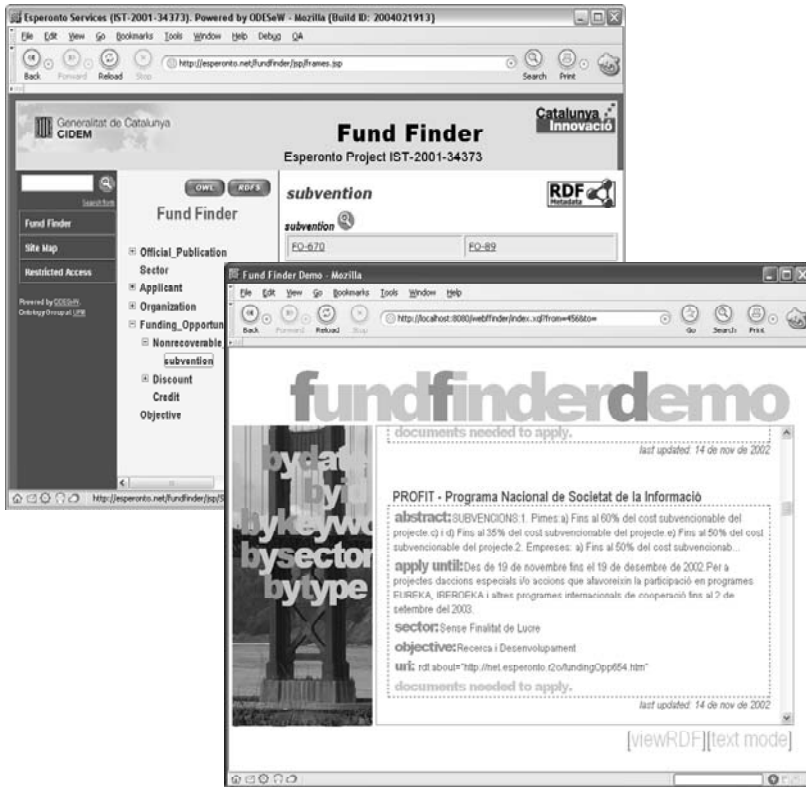 Esperonto Services (IST-2001-34373). Powered by ODESeW - Mozilla (Build ID: 2004021913)
File Edit View Go Bookmarks Tools Window Help Debug QA
Back Forward Reload Stop
http://esperonto.net/fundfinder/jsp/frames.jsp
Search Print
Generalitat de Catalunya
CIDEM
Fund Finder
Esperonto Project IST-2001-34373
Catalunya
Innovació
Search form
Fund Finder
Site Map
Restricted Access
Powered by ODESeW.
Ontology Group at UPM
OWL RDFS
Fund Finder
Official_Publication
Sector
Applicant
Organization
Funding_Opportun
Nonrecoverable_
subvention
Discount
Credit
Objective
subvention
RDF
Metadata
subvention
FO-670 FO-89
http://esperonto.net/fundfinder/jsp/S
Fund Finder Demo - Mozilla
File Edit View Go Bookmarks Tools Window Help
Back Forward Reload Stop
http://localhost:8080/webffinder/index.xql?from=456&to=
Go Search Print
fundfinderdemo
bydate
byid
bykeywo
bysector
bytype
documents needed to apply.
last updated: 14 de nov de 2002
PROFIT - Programa Nacional de Societat de la Informació
abstract: SUBVENCIONS:1. Pimes:a) Fins al 60% del cost subvencionable del
projecte.c) i d) Fins al 35% del cost subvencionable del projecte.e) Fins al 50% del cost
subvencionable del projecte.2. Empreses: a) Fins al 50% del cost subvencionab...
apply until: Des de 19 de novembre fins el 19 de desembre de 2002.Per a
projectes daccions especials i/o accions que afavoreixin la participació en programes
EUREKA, IBEROEKA i altres programes internacionals de cooperació fins al 2 de
setembre del 2003.
sector: Sense Finalitat de Lucre
objective: Recerca i Desenvolupament
uri: rdf:about="http://net.esperonto.r2o/fundingOpp654.htm"
documents needed to apply.
last updated: 14 de nov de 2002
[viewRDF][text mode]